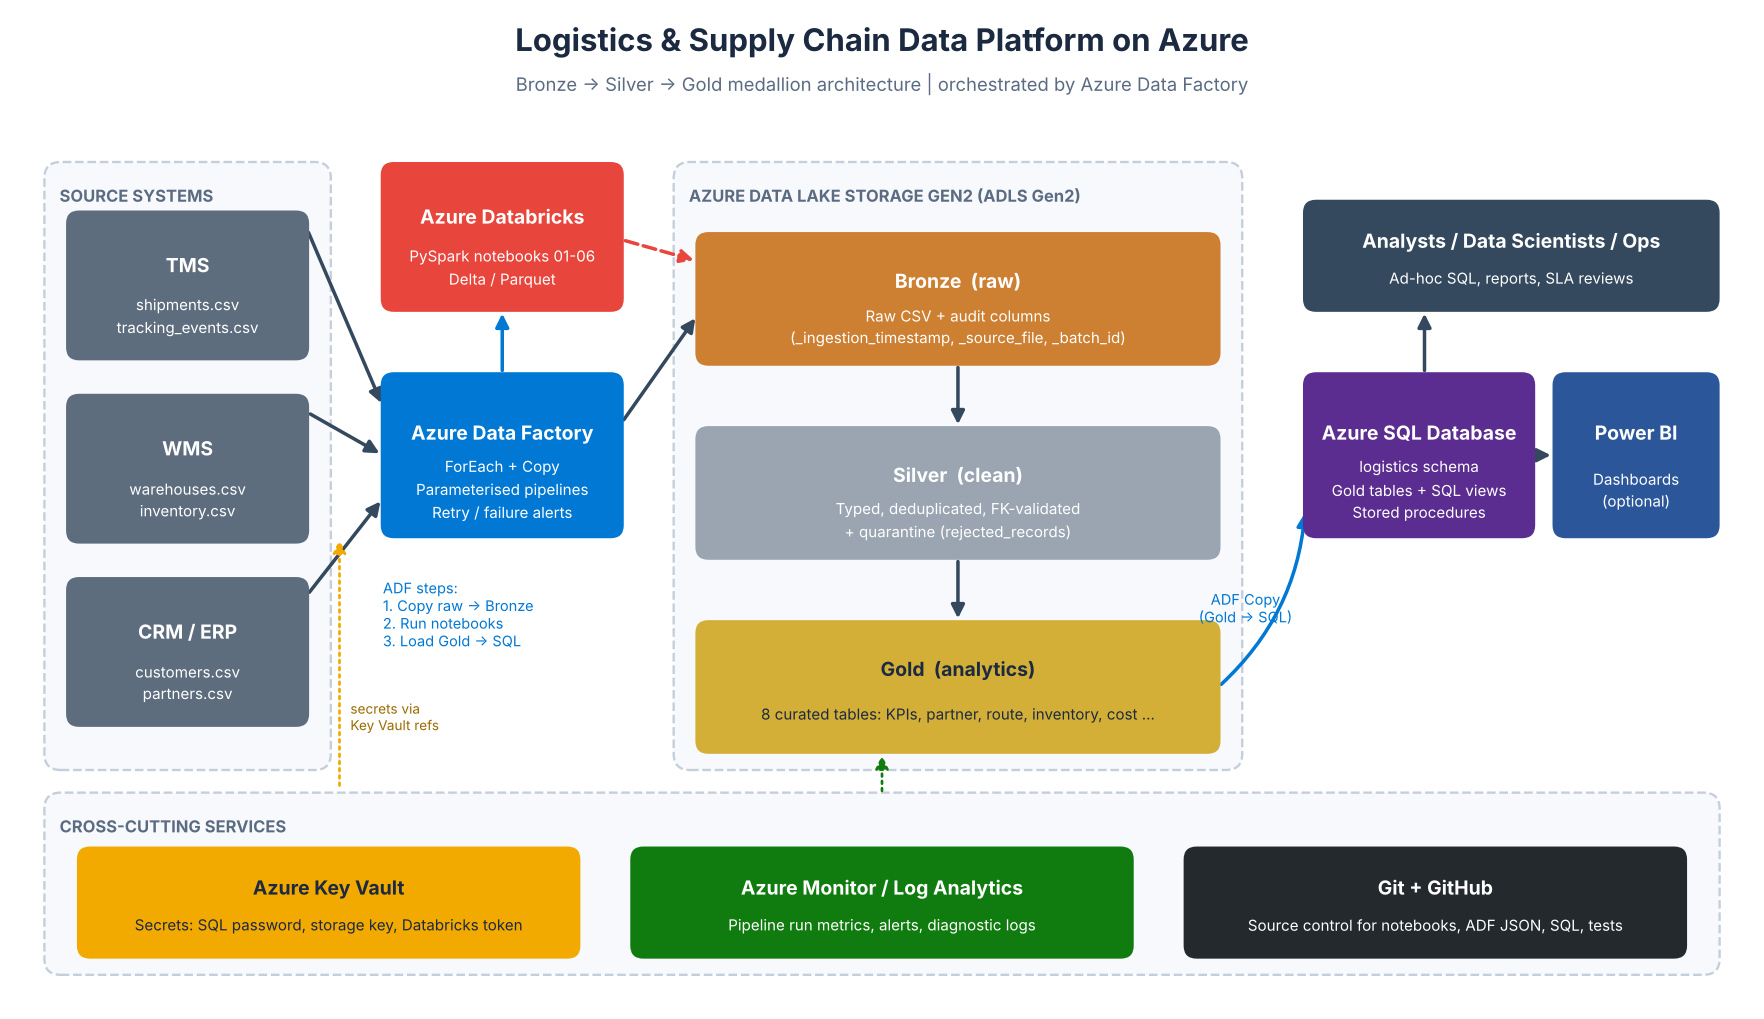 Logistics & Supply Chain Data Platform on Azure
Bronze → Silver → Gold medallion architecture | orchestrated by Azure Data Factory
SOURCE SYSTEMS
TMS
shipments.csv
tracking_events.csv
WMS
warehouses.csv
inventory.csv
CRM / ERP
customers.csv
partners.csv
Azure Databricks
PySpark notebooks 01-06
Delta / Parquet
Azure Data Factory
ForEach + Copy
Parameterised pipelines
Retry / failure alerts
ADF steps:
1. Copy raw → Bronze
2. Run notebooks
3. Load Gold → SQL
secrets via
Key Vault refs
AZURE DATA LAKE STORAGE GEN2 (ADLS Gen2)
Bronze (raw)
Raw CSV + audit columns
(_ingestion_timestamp, _source_file, _batch_id)
Silver (clean)
Typed, deduplicated, FK-validated
+ quarantine (rejected_records)
Gold (analytics)
8 curated tables: KPIs, partner, route, inventory, cost ...
ADF Copy
(Gold → SQL)
Analysts / Data Scientists / Ops
Ad-hoc SQL, reports, SLA reviews
Azure SQL Database
logistics schema
Gold tables + SQL views
Stored procedures
Power BI
Dashboards
(optional)
CROSS-CUTTING SERVICES
Azure Key Vault
Secrets: SQL password, storage key, Databricks token
Azure Monitor / Log Analytics
Pipeline run metrics, alerts, diagnostic logs
Git + GitHub
Source control for notebooks, ADF JSON, SQL, tests